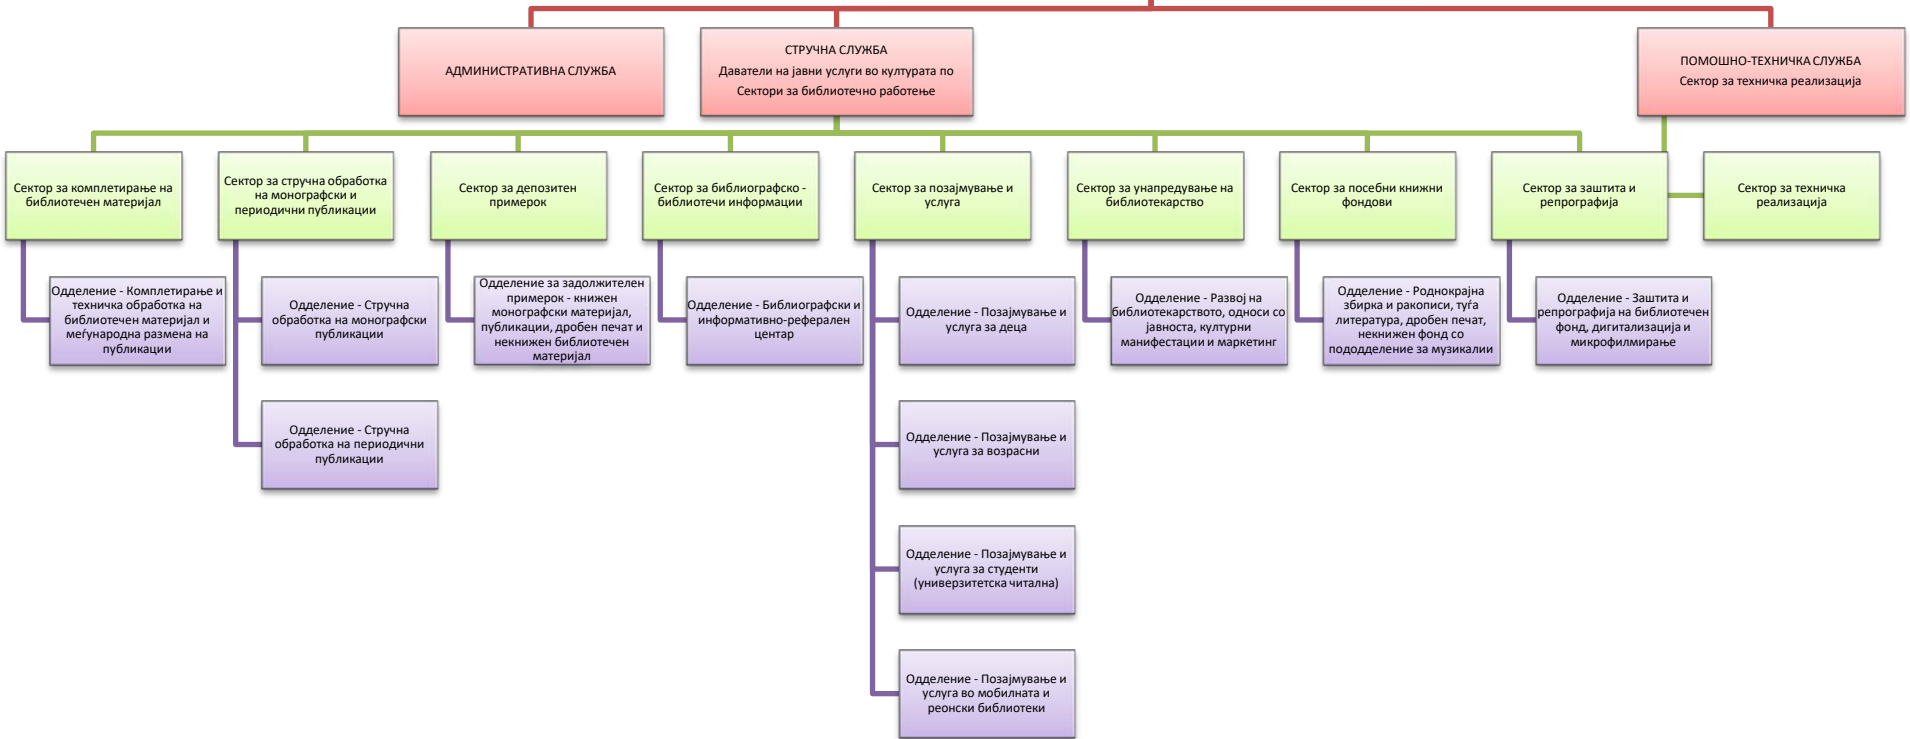 АДМИНИСТРАТИВНА СЛУЖБА
СТРУЧНА СЛУЖБА
Даватели на јавни услуги во културата по
Сектори за библиотечно работење
ПОМОШНО-ТЕХНИЧКА СЛУЖБА
Сектор за техничка реализација
Сектор за комплетирање на
библиотечен материјал
Сектор за стручна обработка
на монографски и
периодични публикации
Сектор за депозитен
примерок
Сектор за библиографско -
библиотечи информации
Сектор за позајмување и
услуга
Сектор за унапредување на
библиотекарство
Сектор за посебни книжни
фондови
Сектор за заштита и
репрографија
Сектор за техничка
реализација
Одделение - Комплетирање и
техничка обработка на
библиотечен материјал и
меѓународна размена на
публикации
Одделение - Стручна
обработка на монографски
публикации
Одделение за задолжителен
примерок - книжен
монографски материјал,
публикации, дробен печат и
некнижен библиотечен
материјал
Одделение - Библиографски и
информативно-реферален
центар
Одделение - Позајмување и
услуга за деца
Одделение - Развој на
библиотекарството, односи со
јавноста, културни
манифестации и маркетинг
Одделение - Роднокрајна
збирка и ракописи, туѓа
литература, дробен печат,
некнижен фонд со
пододделение за музикалии
Одделение - Заштита и
репрографија на библиотечен
фонд, дигитализација и
микрофилмирање
Одделение - Стручна
обработка на периодични
публикации
Одделение - Позајмување и
услуга за возрасни
Одделение - Позајмување и
услуга за студенти
(универзитетска читална)
Одделение - Позајмување и
услуга во мобилната и
реонски библиотеки